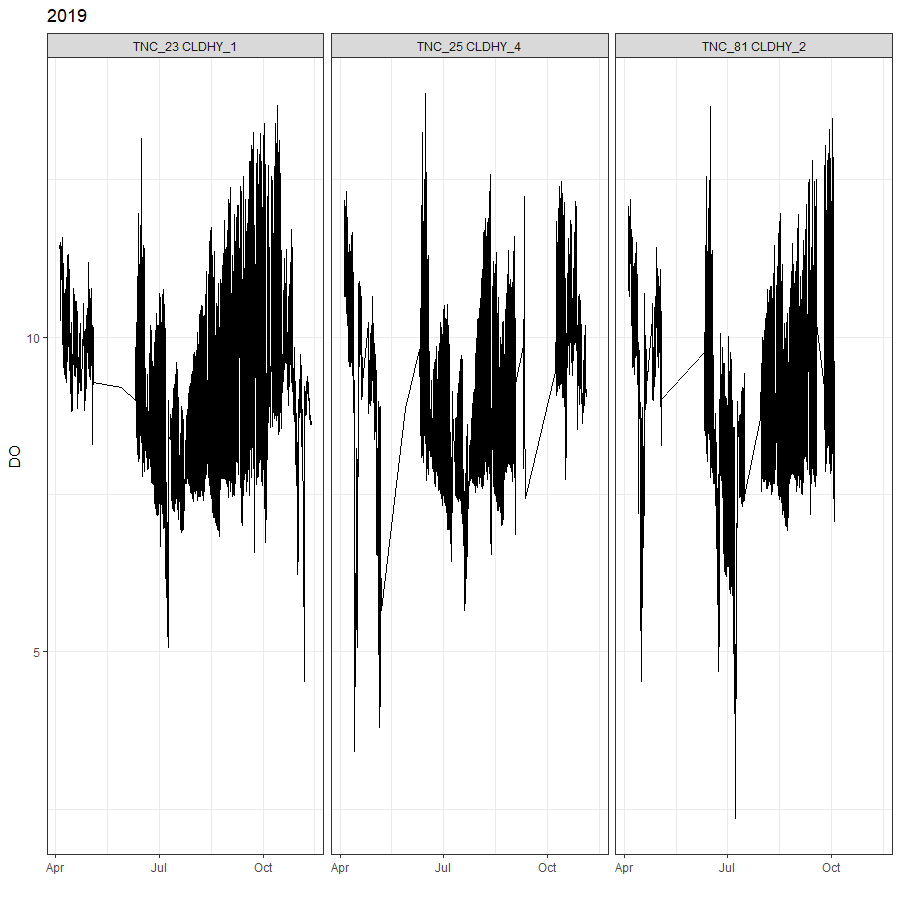 2019
TNC_23 CLDHY_1 TNC_25 CLDHY_4 TNC_81 CLDHY_2
10
DO
5
Apr Jul Oct Apr Jul Oct Apr Jul Oct